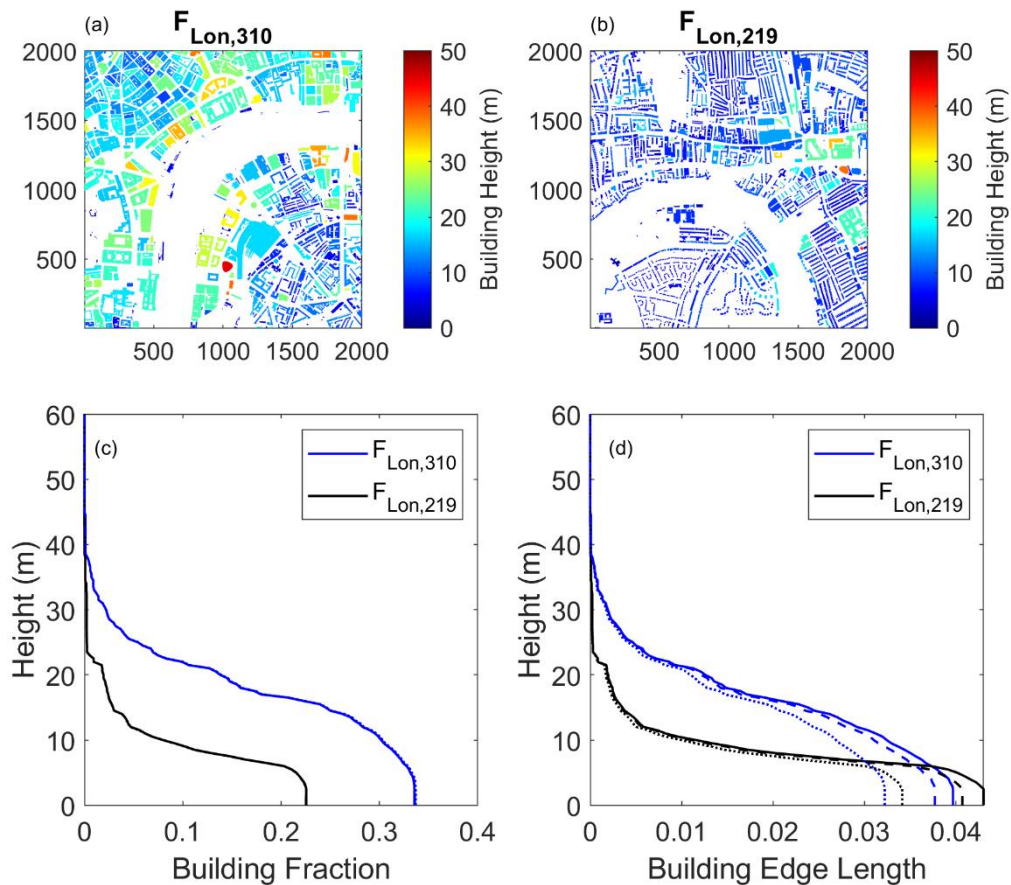 (a) F_Lon,310
(b) F_Lon,219
2000
1500
1000
500
500 1000 1500 2000
50
40
30
20
10
0
Building Height (m)
2000
1500
1000
500
500 1000 1500 2000
50
40
30
20
10
0
Building Height (m)
60
50
40
30
20
10
0
Height (m)
(c)
F_Lon,310
F_Lon,219
0 0.1 0.2 0.3 0.4
Building Fraction
60
50
40
30
20
10
0
Height (m)
(d)
F_Lon,310
F_Lon,219
0 0.01 0.02 0.03 0.04
Building Edge Length